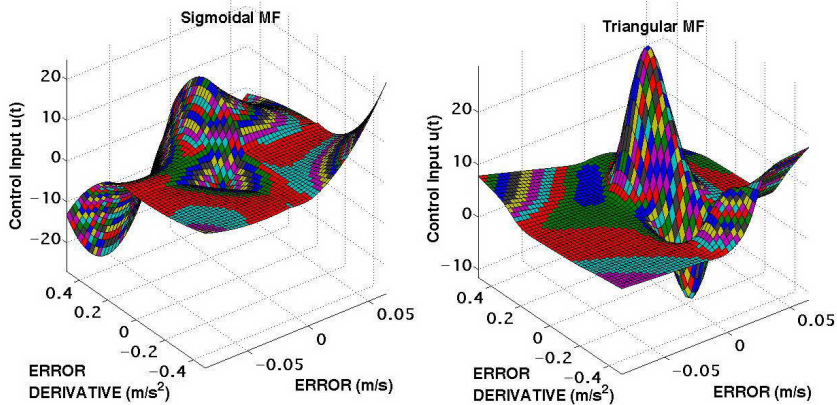 Sigmoidal MF
Control Input u(t)
20
10
0
−10
−20
0.4
0.2
0
−0.2
−0.4
ERROR
DERIVATIVE (m/s²)
−0.05
0
0.05
ERROR (m/s)
Triangular MF
Control Input u(t)
20
10
0
−10
0.4
0.2
0
−0.2
−0.4
ERROR
DERIVATIVE (m/s²)
−0.05
0
0.05
ERROR (m/s)